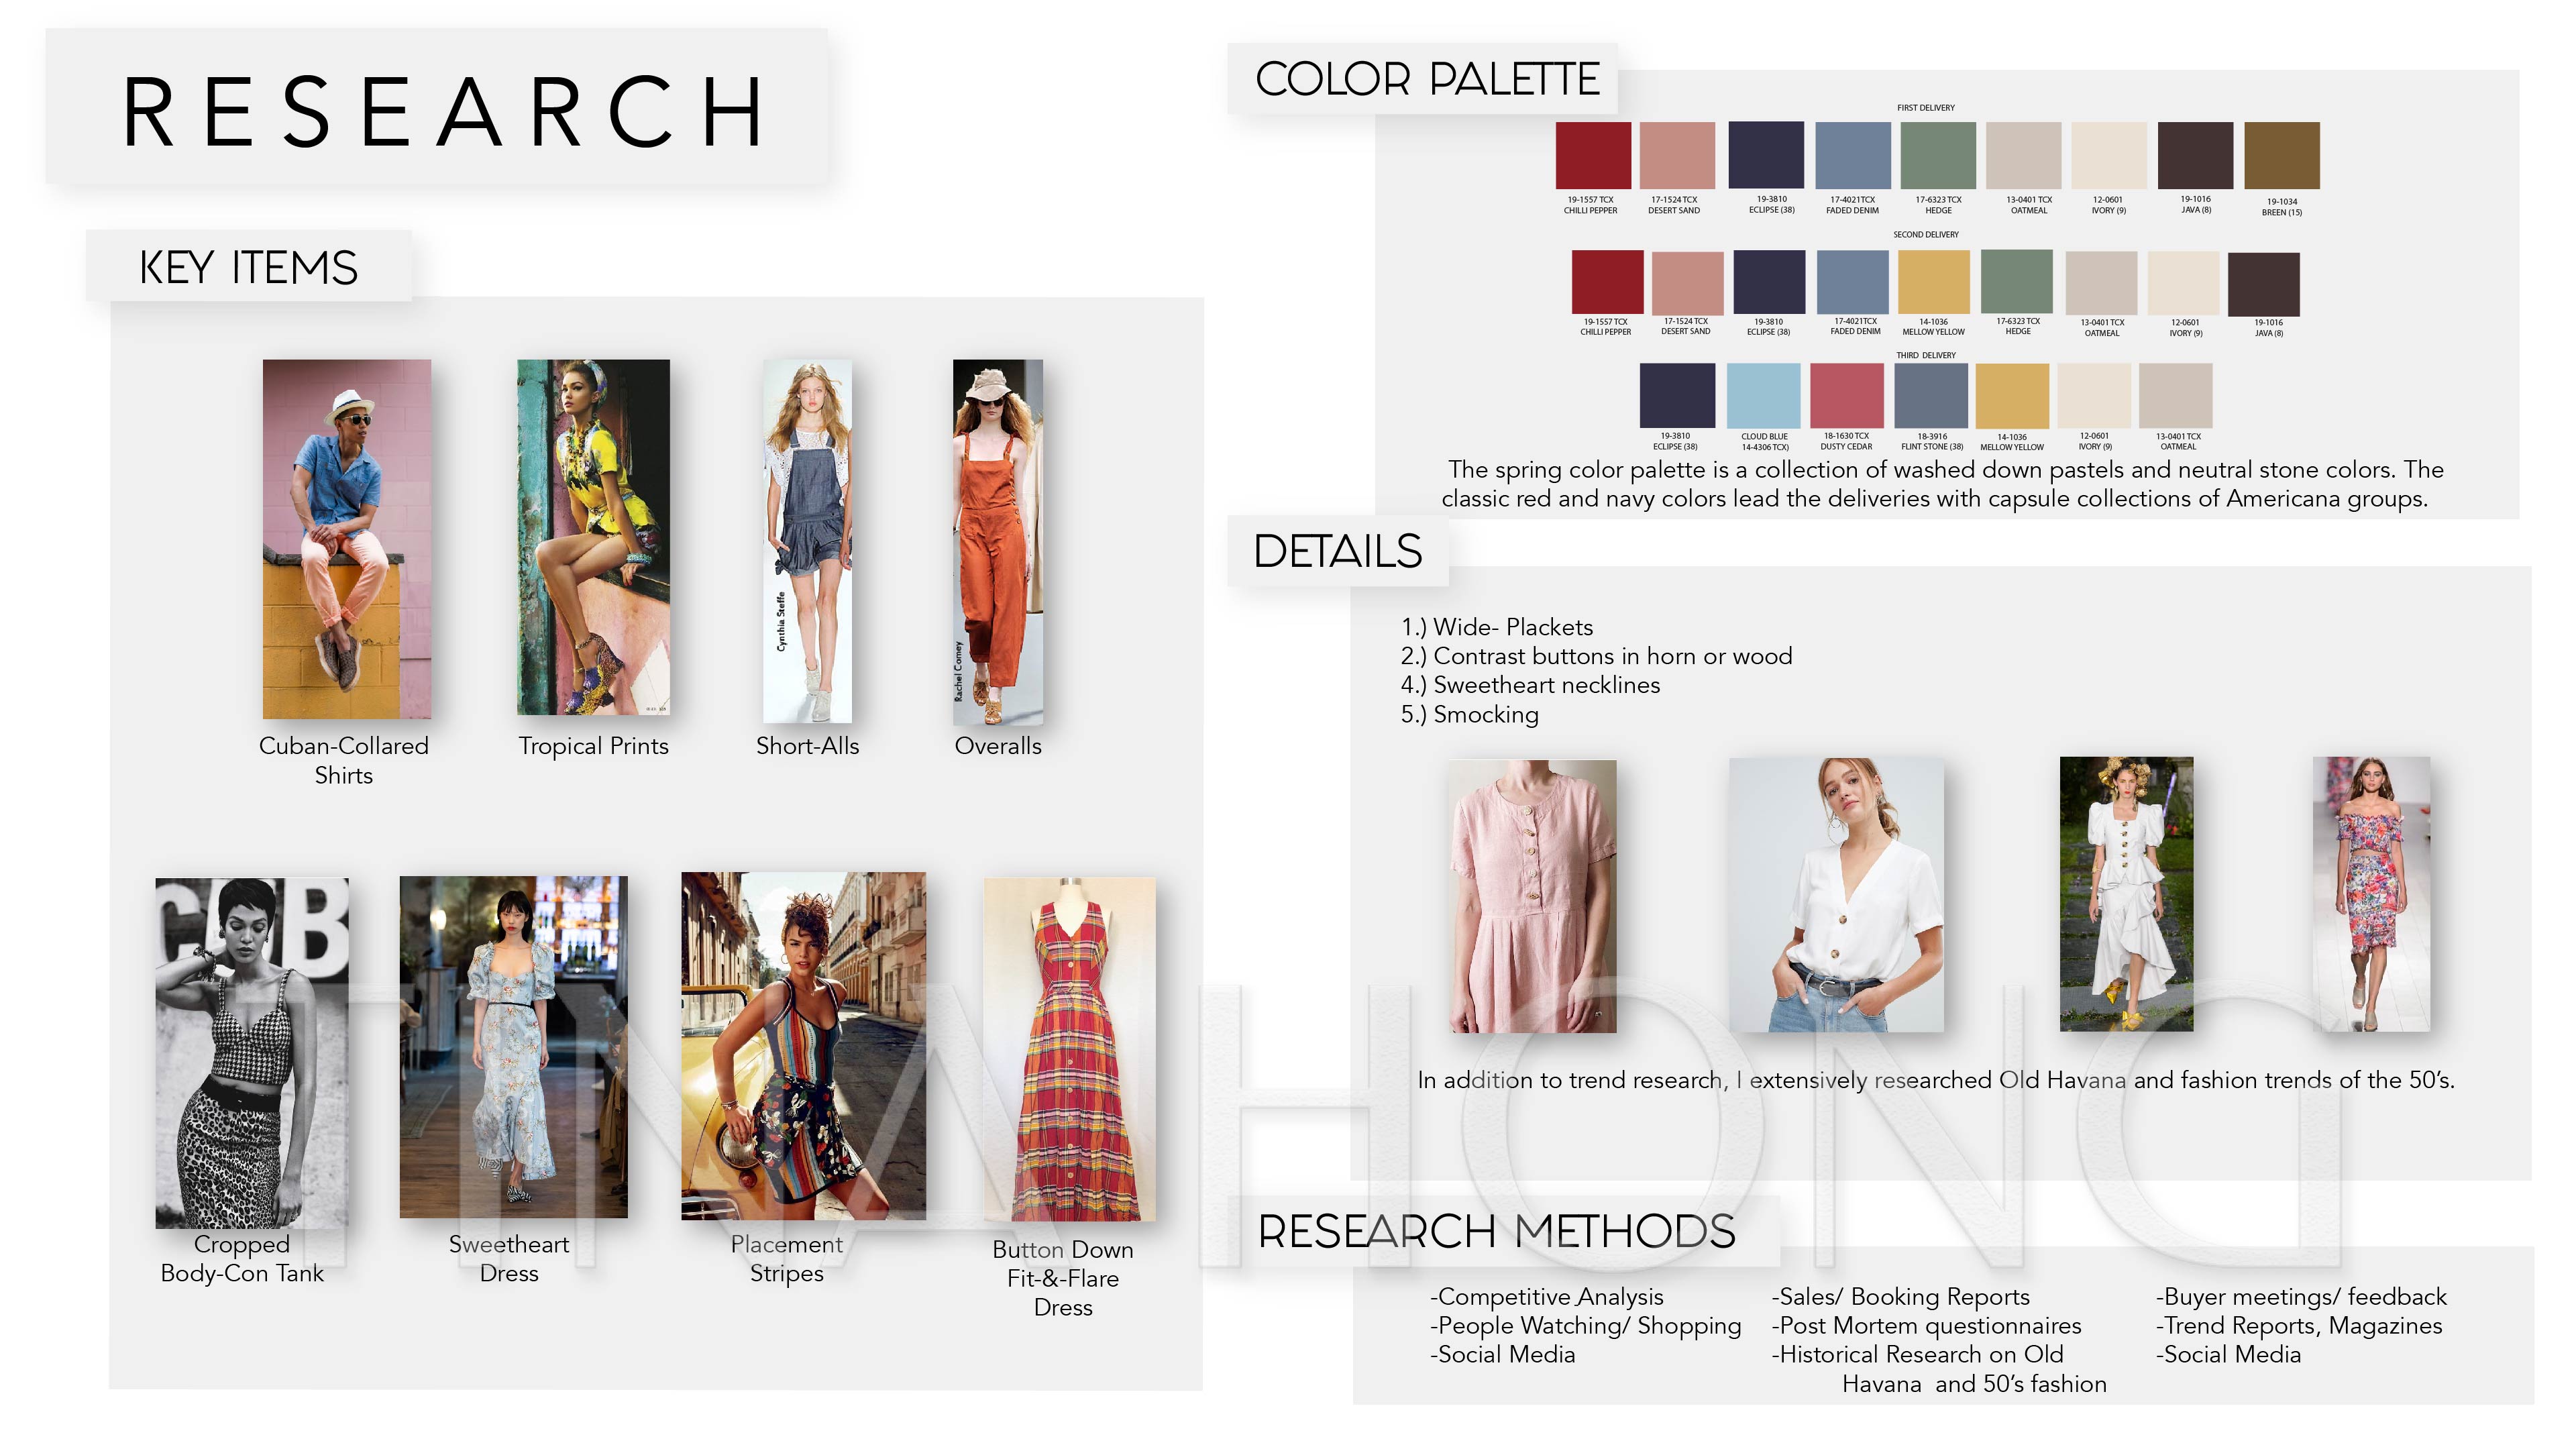 RESEARCH
KEY ITEMS
Cynthia Steffe
Rachel Comey
Cuban-Collared
Shirts
Tropical Prints
Short-Alls
Overalls
C B
Cropped
Body-Con Tank
Sweetheart
Dress
Placement
Stripes
Button Down
Fit-&-Flare
Dress
COLOR PALETTE
FIRST DELIVERY
19-1557 TCX
CHILLI PEPPER
17-1524 TCX
DESERT SAND
19-3810
ECLIPSE (38)
17-4021TCX
FADED DENIM
17-6323 TCX
HEDGE
13-0401 TCX
OATMEAL
12-0601
IVORY (9)
19-1016
JAVA (8)
19-1034
BREEN (15)
SECOND DELIVERY
19-1557 TCX
CHILLI PEPPER
17-1524 TCX
DESERT SAND
19-3810
ECLIPSE (38)
17-4021TCX
FADED DENIM
14-1036
MELLOW YELLOW
17-6323 TCX
HEDGE
13-0401 TCX
OATMEAL
12-0601
IVORY (9)
19-1016
JAVA (8)
THIRD DELIVERY
19-3810
ECLIPSE (38)
CLOUD BLUE
14-4306 TCX)
18-1630 TCX
DUSTY CEDAR
18-3916
FLINT STONE (38)
14-1036
MELLOW YELLOW
12-0601
IVORY (9)
13-0401 TCX
OATMEAL
The spring color palette is a collection of washed down pastels and neutral stone colors. The
classic red and navy colors lead the deliveries with capsule collections of Americana groups.
DETAILS
1.) Wide- Plackets
2.) Contrast buttons in horn or wood
4.) Sweetheart necklines
5.) Smocking
In addition to trend research, I extensively researched Old Havana and fashion trends of the 50's.
RESEARCH METHODS
-Competitive Analysis
-People Watching/ Shopping
-Social Media
-Sales/ Booking Reports
-Post Mortem questionnaires
-Historical Research on Old
Havana and 50's fashion
-Buyer meetings/ feedback
-Trend Reports, Magazines
-Social Media
TINA HONG